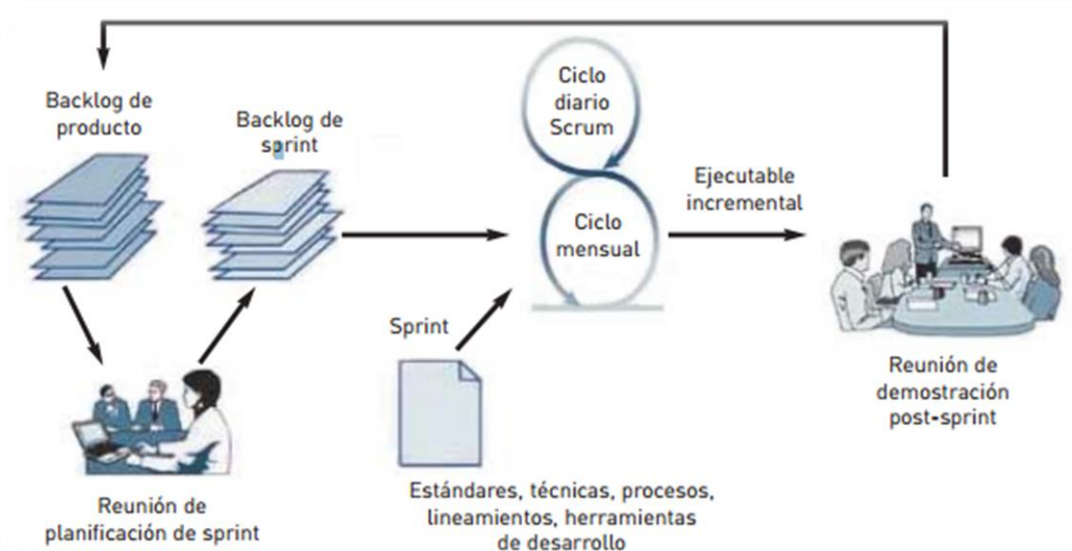 Backlog de
producto
Backlog de
sprint
Ciclo
diario
Scrum
Ciclo
mensual
Ejecutable
incremental
Sprint
Reunión de
demostración
post-sprint
Reunión de
planificación de sprint
Estándares, técnicas, procesos,
lineamientos, herramientas
de desarrollo